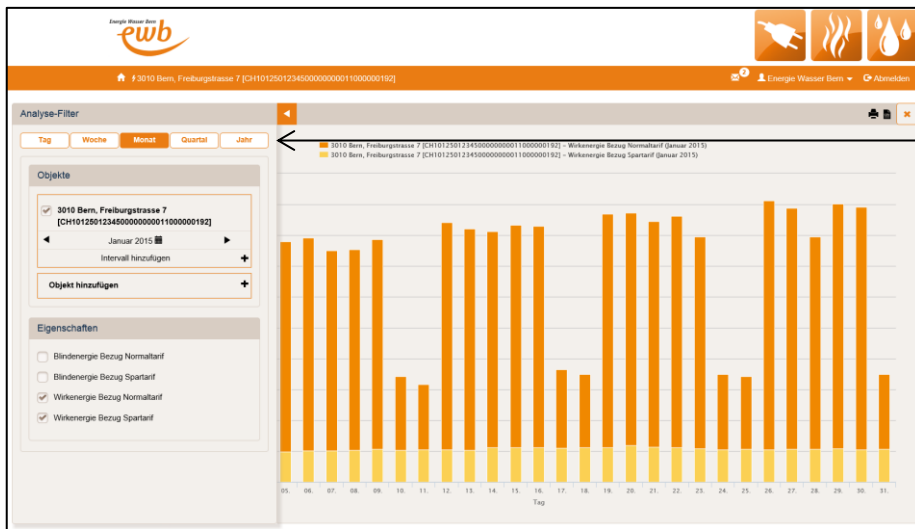 Energie Wasser Bern
ewb
3010 Bern, Freiburgstrasse 7 [CH1012501234500000000011000000192]
2
Energie Wasser Bern
Abmelden
Analyse-Filter
Tag Woche Monat Quartal Jahr
3010 Bern, Freiburgstrasse 7 [CH1012501234500000000011000000192] - Wirkenergie Bezug Normaltarif (Januar 2015)
3010 Bern, Freiburgstrasse 7 [CH1012501234500000000011000000192] - Wirkenergie Bezug Spartarif (Januar 2015)
Objekte
3010 Bern, Freiburgstrasse 7
[CH1012501234500000000011000000192]
Januar 2015
Intervall hinzufügen
Objekt hinzufügen
Eigenschaften
Blindenergie Bezug Normaltarif
Blindenergie Bezug Spartarif
Wirkenergie Bezug Normaltarif
Wirkenergie Bezug Spartarif
05. 06. 07. 08. 09. 10. 11. 12. 13. 14. 15. 16. 17. 18. 19. 20. 21. 22. 23. 24. 25. 26. 27. 28. 29. 30. 31.
Tag